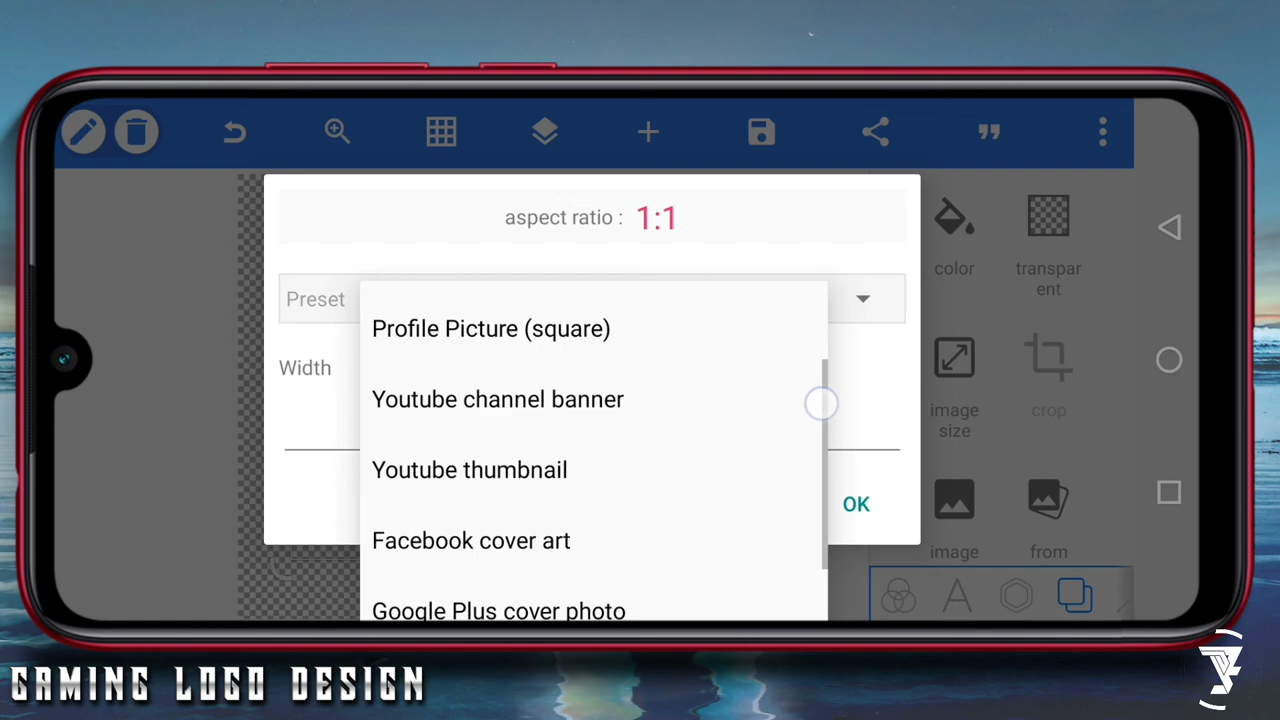 aspect ratio : 1:1
Preset
Profile Picture (square)
Width
Youtube channel banner
Youtube thumbnail
Facebook cover art
Google Plus cover photo
OK
color
transpar
ent
image
size
crop
image
from
GAMING LOGO DESIGN